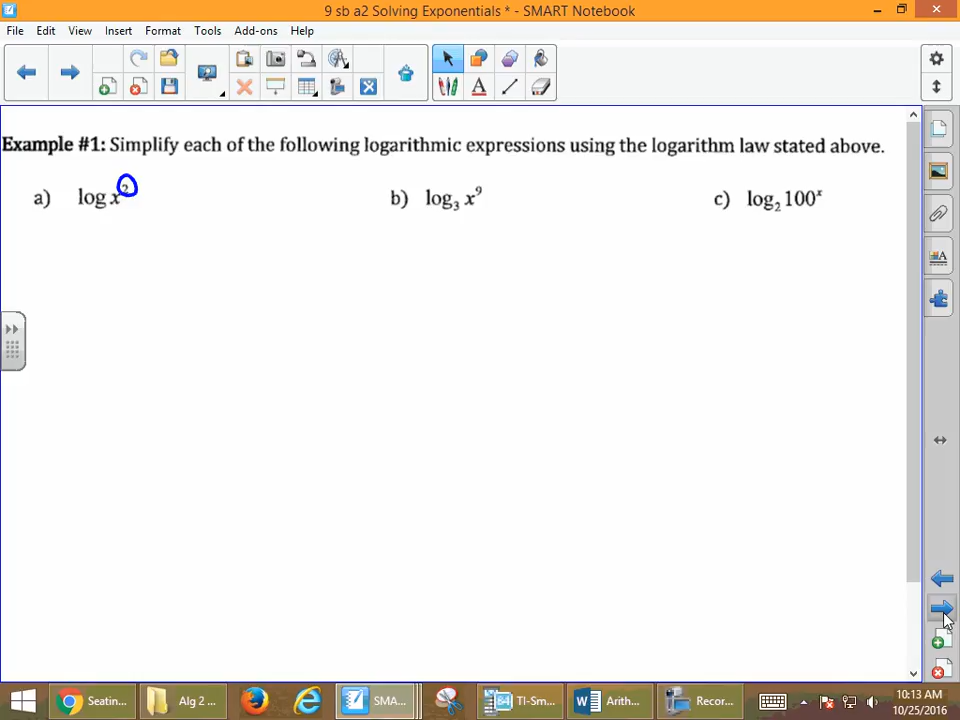 9 sb a2 Solving Exponentials * - SMART Notebook
File Edit View Insert Format Tools Add-ons Help
Example #1: Simplify each of the following logarithmic expressions using the logarithm law stated above.
a) log x² b) log₃ x⁹ c) log₂ 100ˣ
Seatin... Alg 2 ... SMA... TI-Sm... Arith... Recor...
10:13 AM
10/25/2016